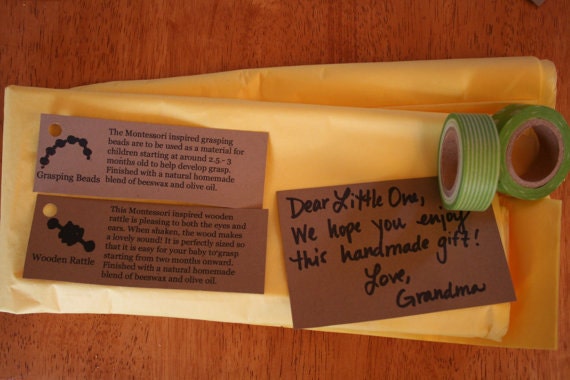 The Montessori inspired grasping
beads are to be used as a material for
children starting at around 2.5 - 3
months old to help develop grasp.
Finished with a natural homemade
blend of beeswax and olive oil.
Grasping Beads
This Montessori inspired wooden
rattle is pleasing to both the eyes and
ears. When shaken, the wood makes
a lovely sound! It is perfectly sized so
that it is easy for your baby to grasp
starting from two months onward.
Finished with a natural homemade
blend of beeswax and olive oil.
Wooden Rattle
Dear Little One,
We hope you enjoy
this handmade gift!
Love,
Grandma